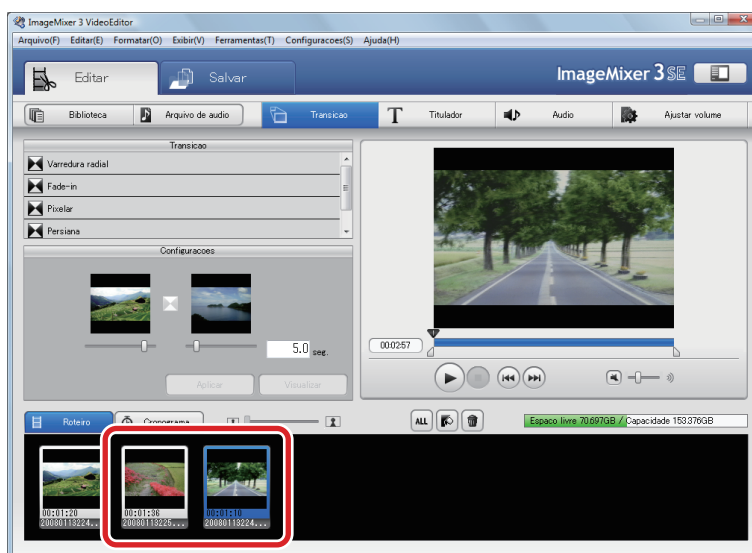 ImageMixer 3 VideoEditor
Arquivo(F) Editar(E) Formatar(O) Exibir(V) Ferramentas(T) Configuracoes(S) Ajuda(H)
Editar
Salvar
ImageMixer 3 SE
Biblioteca
Arquivo de audio
Transicao
Titulador
Audio
Ajustar volume
Transicao
Varredura radial
Fade-in
Pixelar
Persiana
Configuracoes
5.0 seg.
Aplicar
Visualizar
00:02:57
Roteiro
Cronograma
ALL
Espaco livre 70.697GB / Capacidade 153.376GB
00:01:20
20080113224...
00:01:36
20080113225...
00:01:10
20080113224...